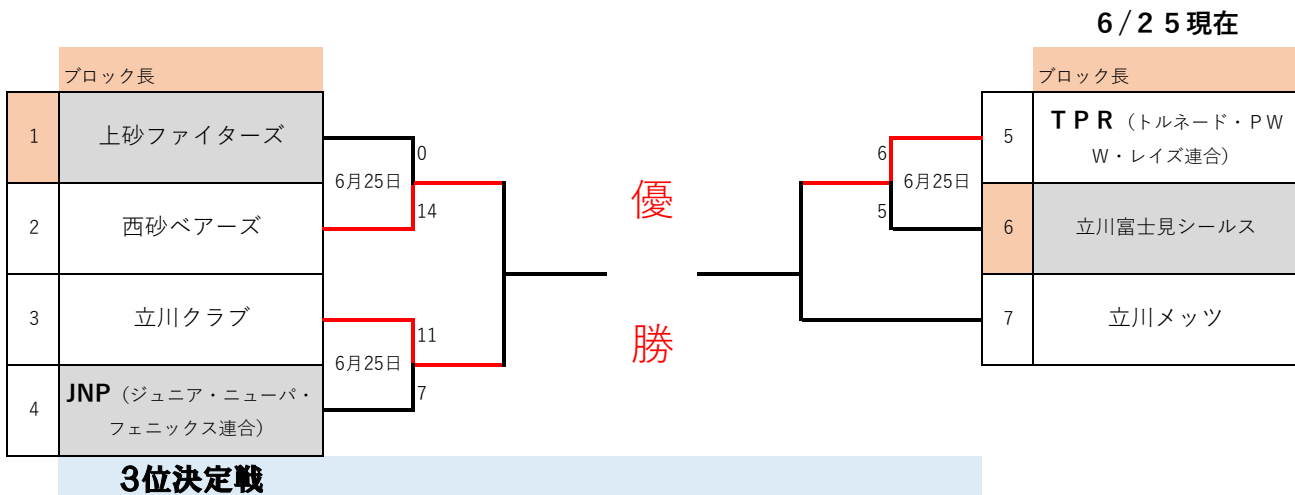 6/25現在
ブロック長
ブロック長
1
上砂ファイターズ
0
6月25日
14
2
西砂ベアーズ
3
立川クラブ
11
6月25日
7
4
JNP（ジュニア・ニューパ・
フェニックス連合）
優
勝
6
6月25日
5
5
ＴＰＲ（トルネード・ＰＷ
Ｗ・レイズ連合）
6
立川富士見シールス
7
立川メッツ
3位決定戦